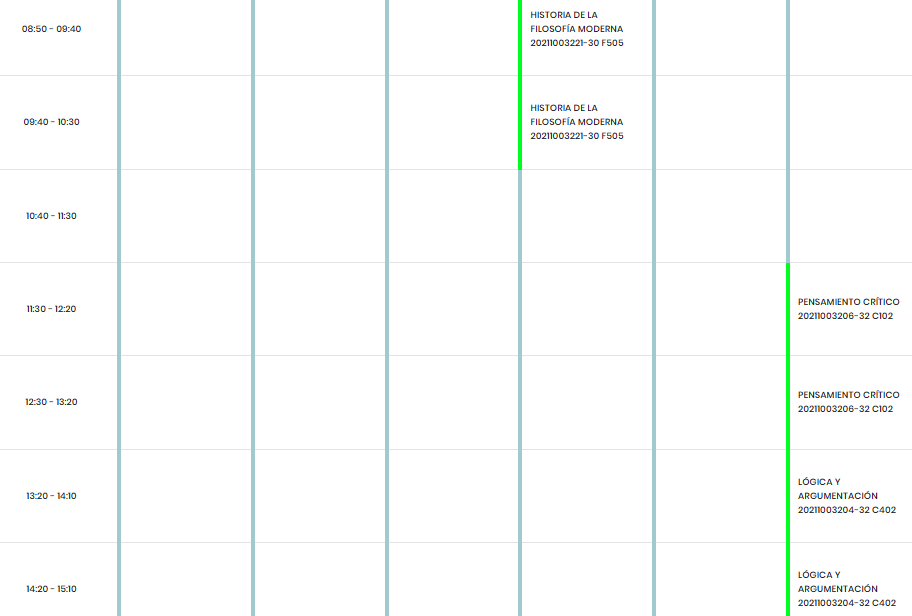 08:50 - 09:40
HISTORIA DE LA
FILOSOFÍA MODERNA
20211003221-30 F505
09:40 - 10:30
HISTORIA DE LA
FILOSOFÍA MODERNA
20211003221-30 F505
10:40 - 11:30
11:30 - 12:20
PENSAMIENTO CRÍTICO
20211003206-32 C102
12:30 - 13:20
PENSAMIENTO CRÍTICO
20211003206-32 C102
13:20 - 14:10
LÓGICA Y
ARGUMENTACIÓN
20211003204-32 C402
14:20 - 15:10
LÓGICA Y
ARGUMENTACIÓN
20211003204-32 C402